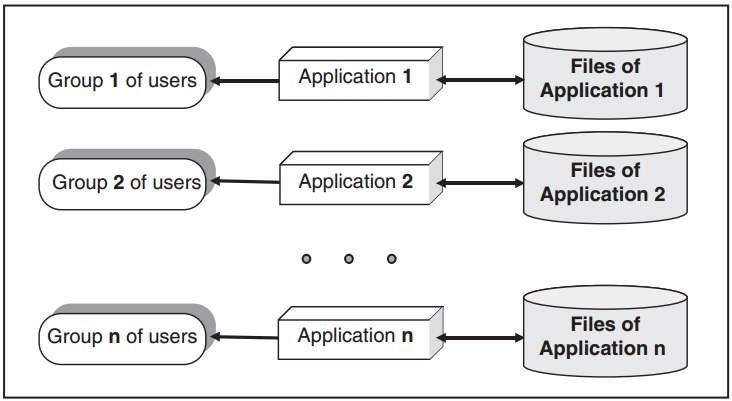 Group 1 of users
Application 1
Files of
Application 1
Group 2 of users
Application 2
Files of
Application 2
Group n of users
Application n
Files of
Application n